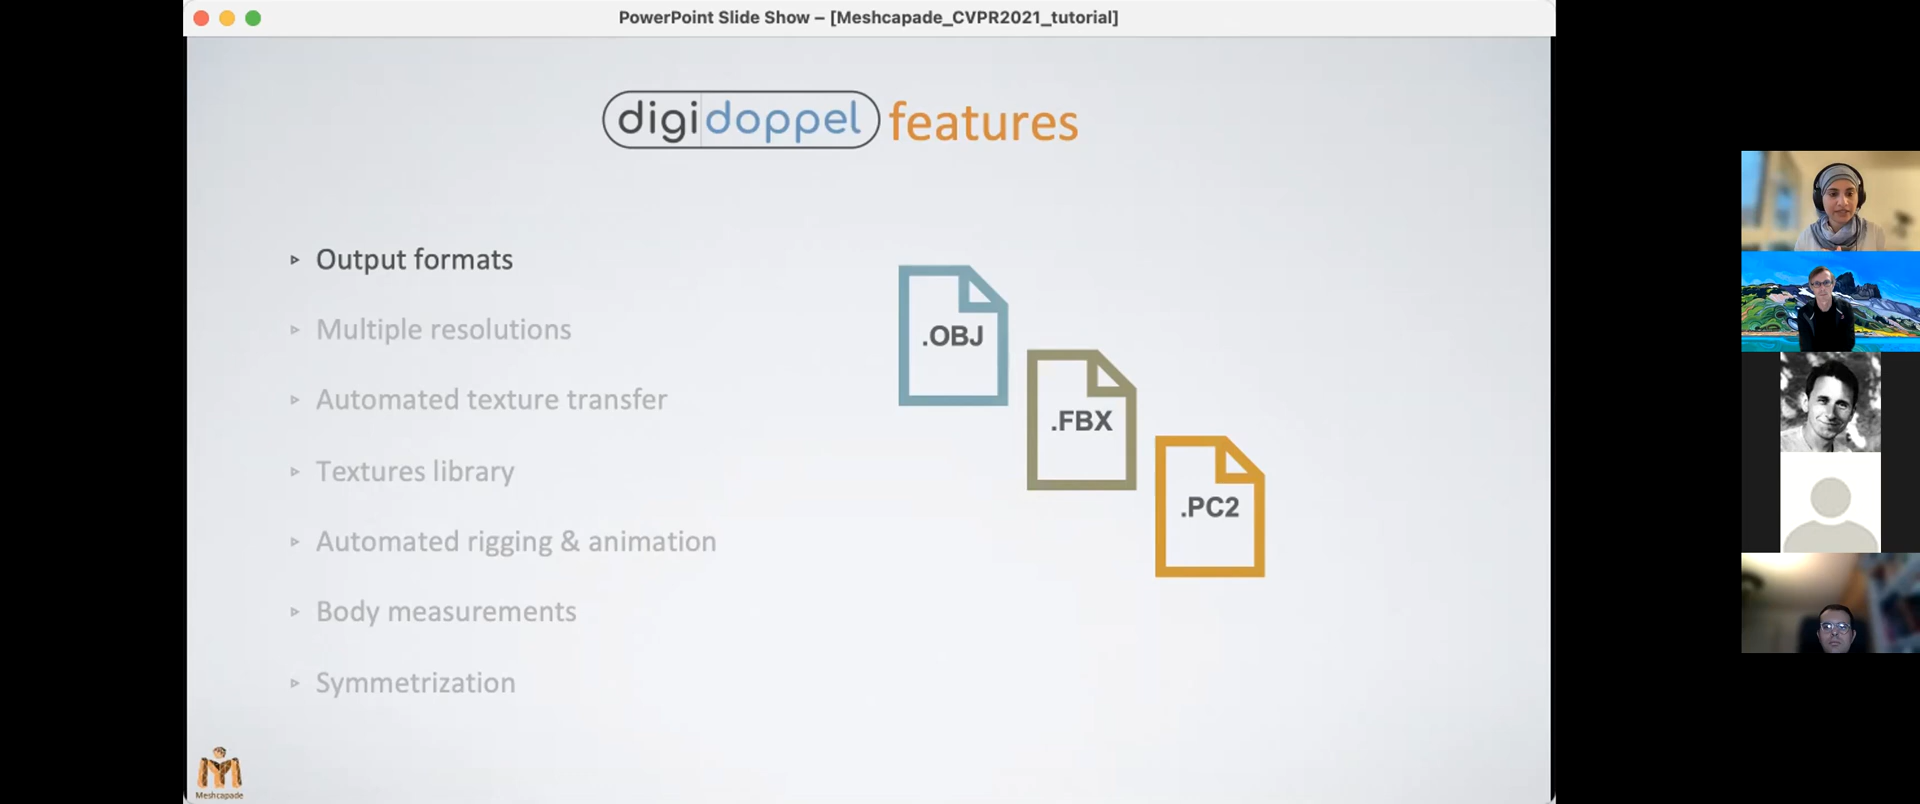 PowerPoint Slide Show – [Meshcapade_CVPR2021_tutorial]
digidoppel features
Output formats
Multiple resolutions
Automated texture transfer
Textures library
Automated rigging & animation
Body measurements
Symmetrization
.OBJ
.FBX
.PC2
Meshcapade